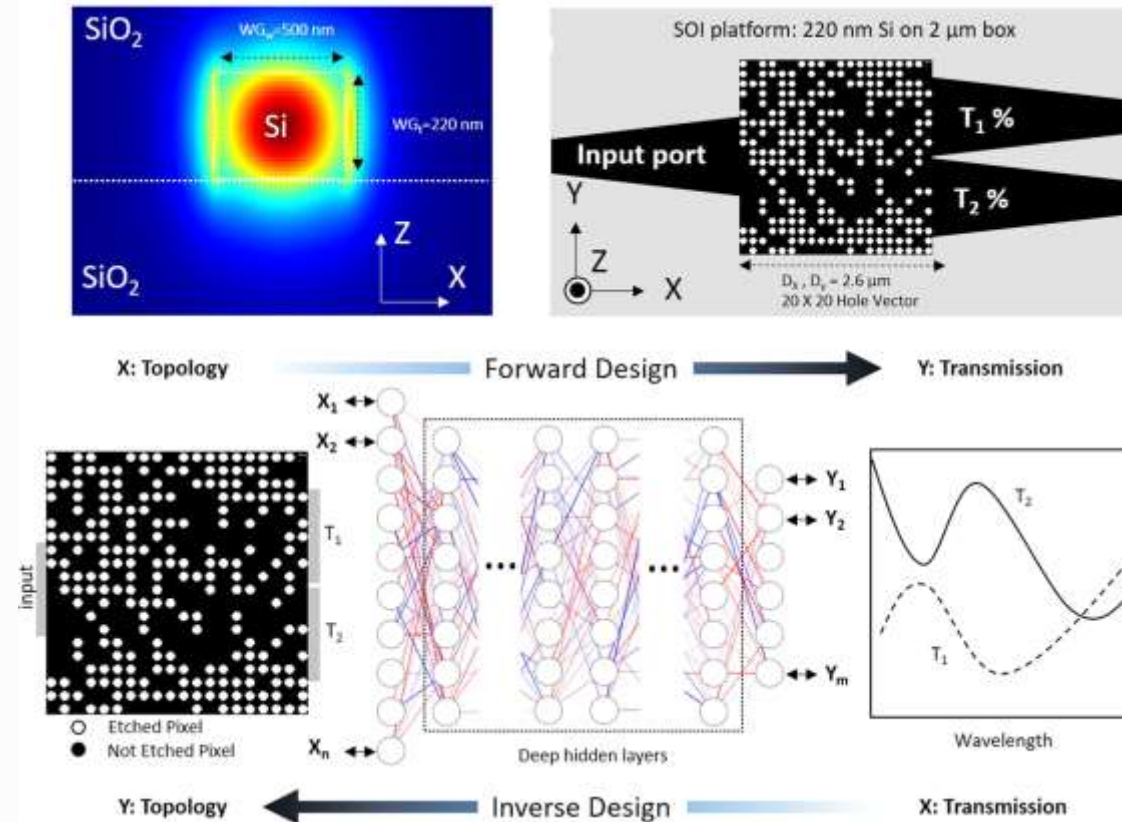 SiO2
WGw=500 nm
Si
WGt=220 nm
Z
X
SiO2
SOI platform: 220 nm Si on 2 μm box
Input port
T1 %
T2 %
Y
Z
X
Dx , Dy = 2.6 μm
20 X 20 Hole Vector
X: Topology
Forward Design
Y: Transmission
X1
X2
Xn
input
T1
T2
Etched Pixel
Not Etched Pixel
...
...
Deep hidden layers
Y1
Y2
Ym
T2
T1
Wavelength
Y: Topology
Inverse Design
X: Transmission